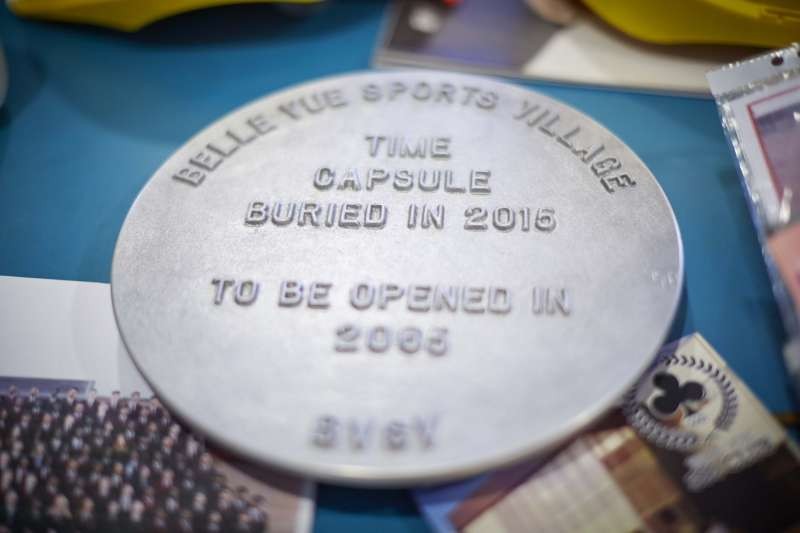 BELLE VUE SPORTS VILLAGE
TIME
CAPSULE
BURIED IN 2015
TO BE OPENED IN
2065
BVSV